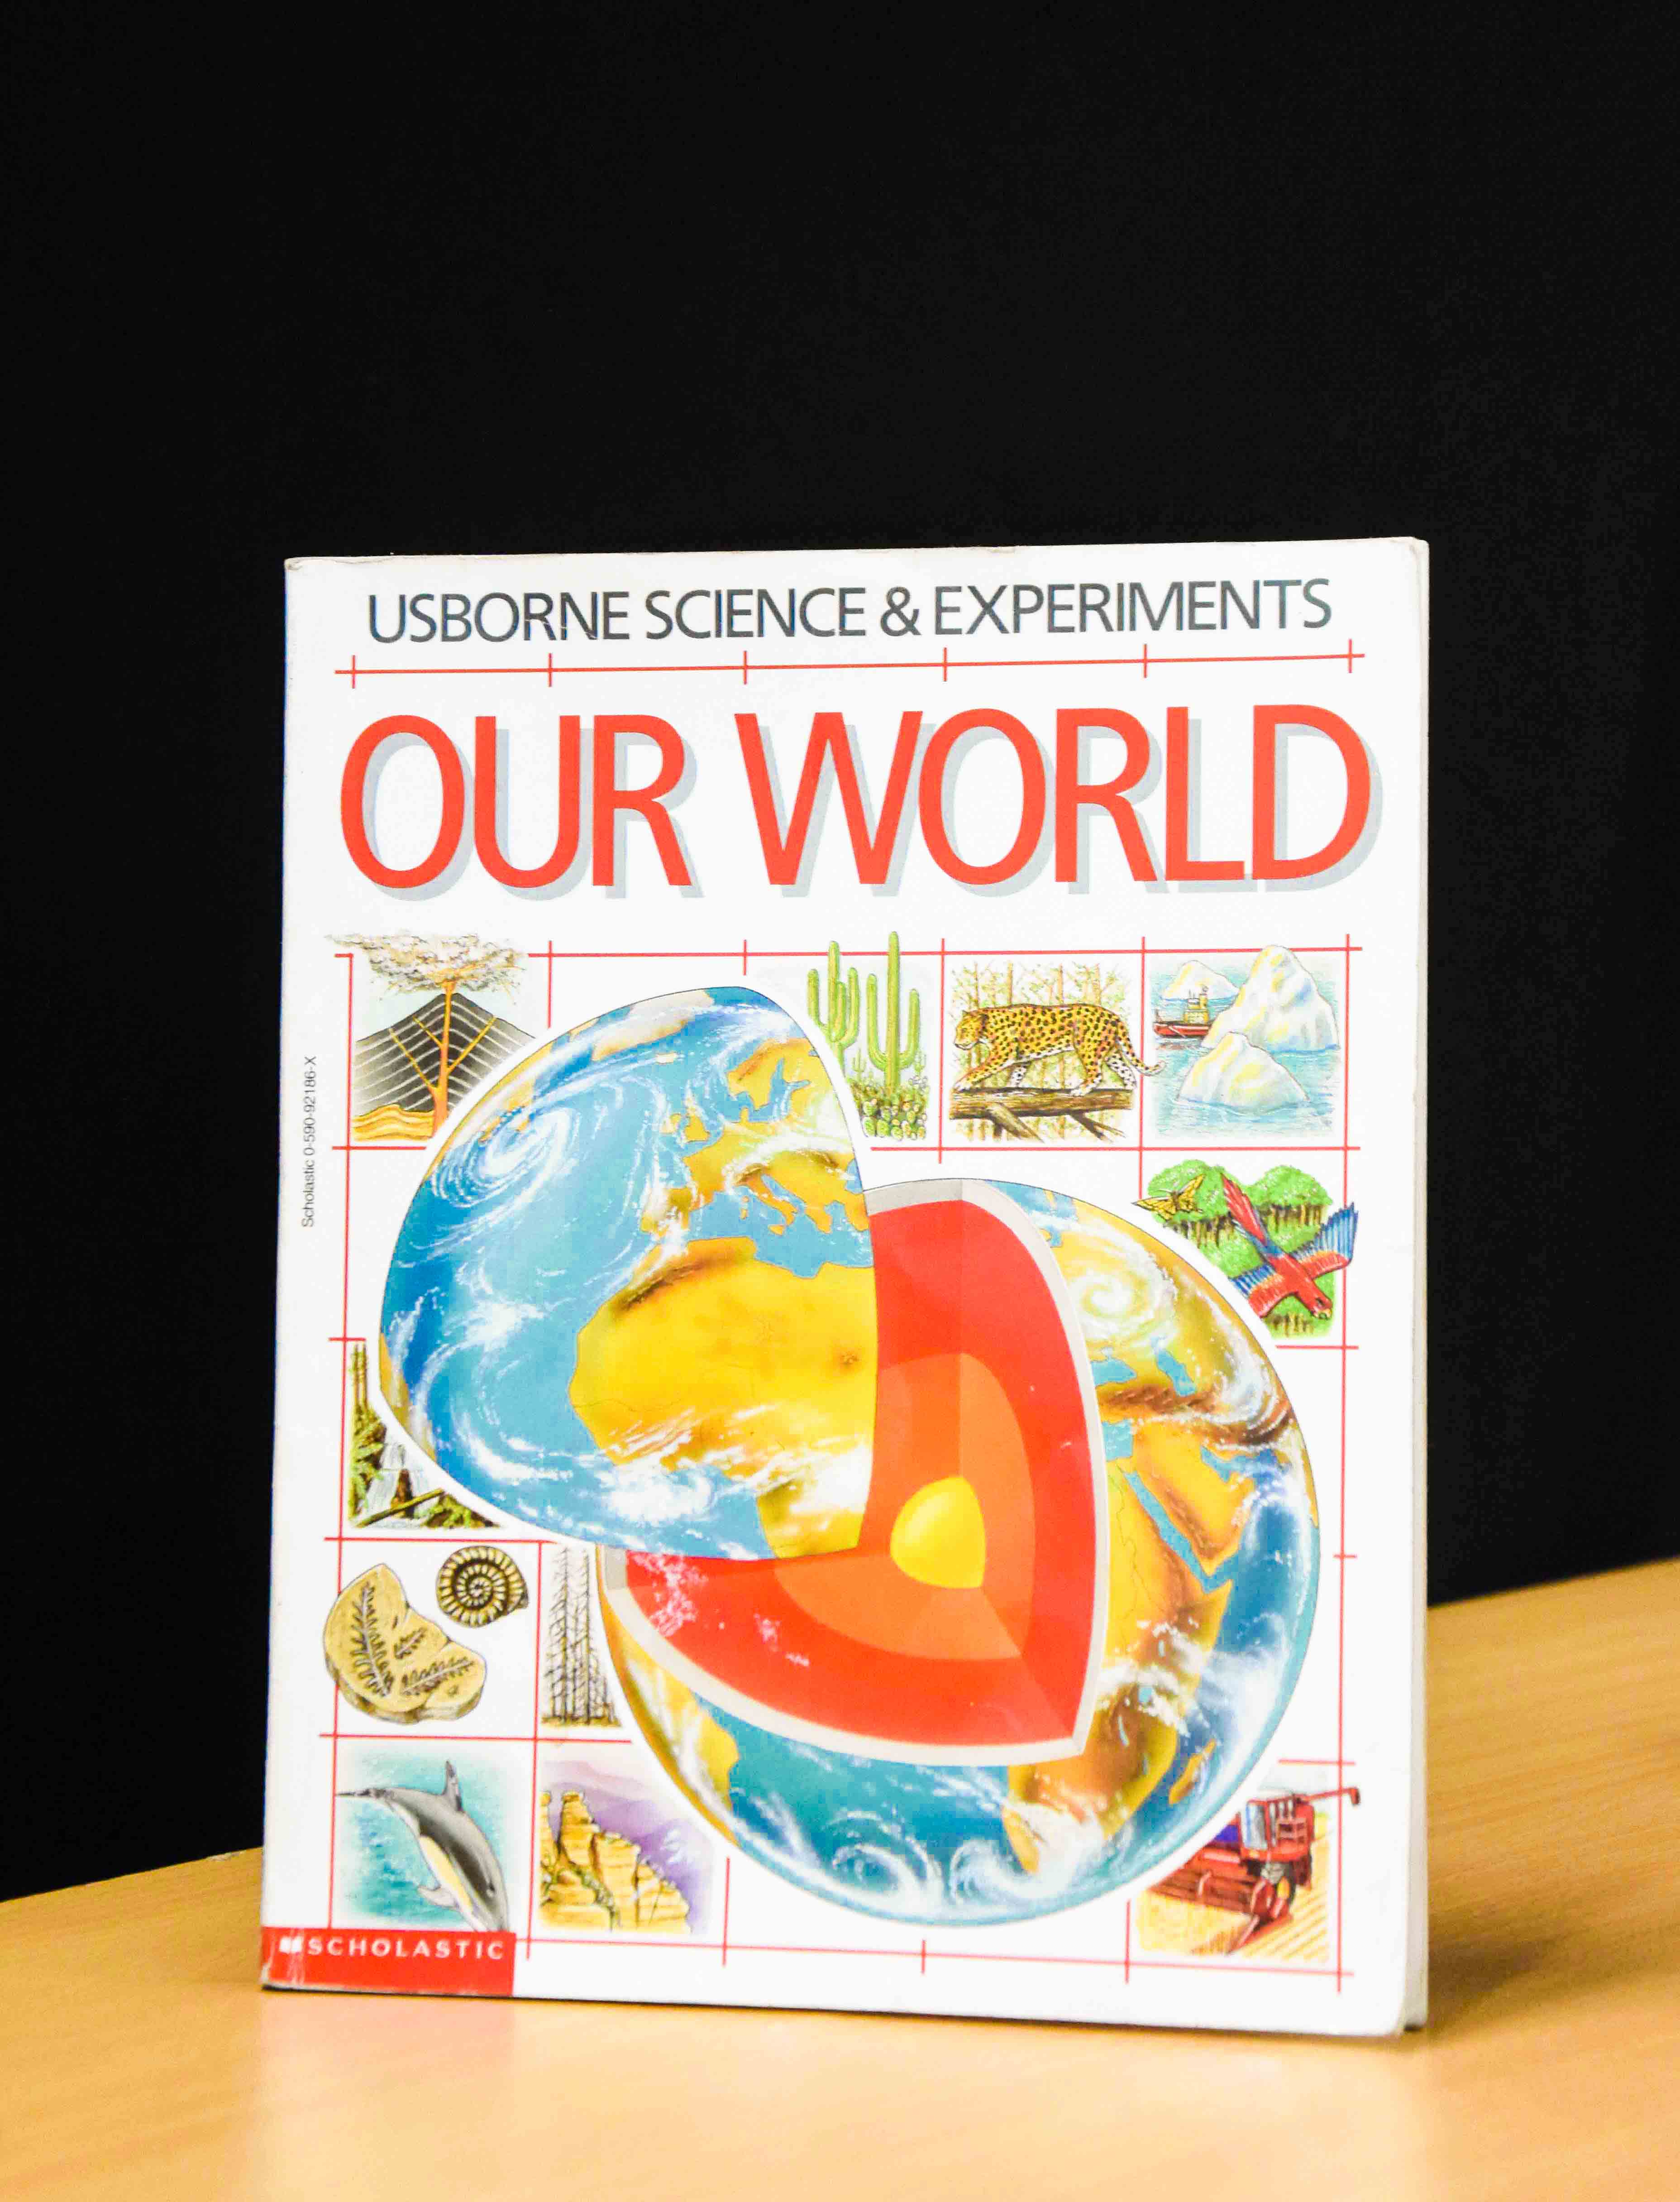 USBORNE SCIENCE & EXPERIMENTS
OUR WORLD
Scholastic 0-590-92186-X
SCHOLASTIC